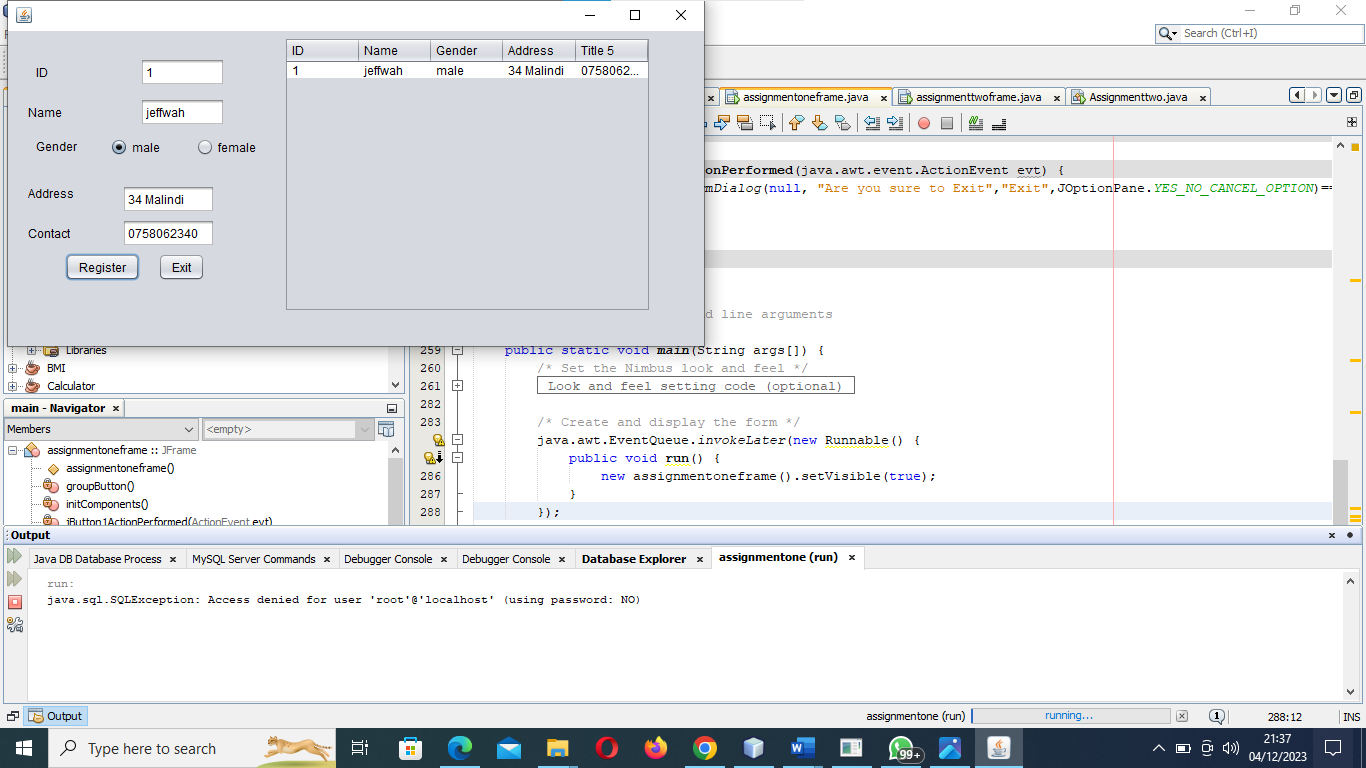 ID 1
Name jeffwah
Gender male female
Address 34 Malindi
Contact 0758062340
Register Exit
ID Name Gender Address Title 5
1 jeffwah male 34 Malindi 0758062...
Search (Ctrl+I)
assignmentoneframe.java assignmenttwoframe.java Assignmenttwo.java
onPerformed(java.awt.event.ActionEvent evt) {
mDialog(null, "Are you sure to Exit","Exit",JOptionPane.YES_NO_CANCEL_OPTION)==
d line arguments
259 public static void main(String args[]) {
260 /* Set the Nimbus look and feel */
261 Look and feel setting code (optional)
282
283 /* Create and display the form */
java.awt.EventQueue.invokeLater(new Runnable() {
public void run() {
286 new assignmentoneframe().setVisible(true);
287 }
288 });
Libraries
BMI
Calculator
main - Navigator
Members <empty>
assignmentoneframe :: JFrame
assignmentoneframe()
groupButton()
initComponents()
jButton1ActionPerformed(ActionEvent evt)
Output
Java DB Database Process MySQL Server Commands Debugger Console Debugger Console Database Explorer assignmentone (run)
run:
java.sql.SQLException: Access denied for user 'root'@'localhost' (using password: NO)
Output assignmentone (run) running... 1 288:12 INS
Type here to search 99+ 21:37
04/12/2023